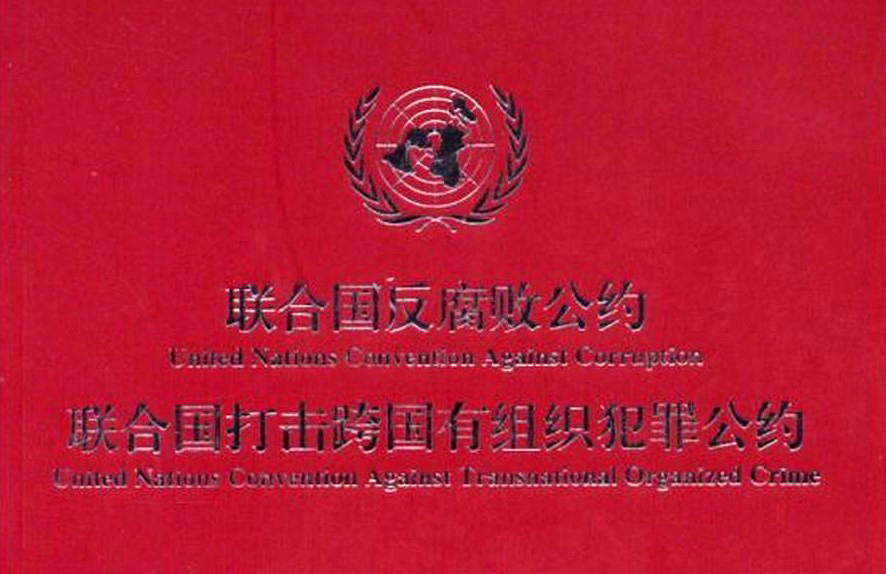 联合国反腐败公约
United Nations Convention Against Corruption
联合国打击跨国有组织犯罪公约
United Nations Convention Against Transnational Organized Crime